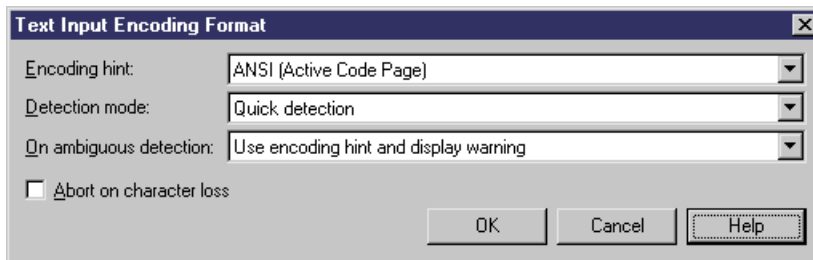 Text Input Encoding Format
Encoding hint: ANSI (Active Code Page)
Detection mode: Quick detection
On ambiguous detection: Use encoding hint and display warning
Abort on character loss
OK Cancel Help